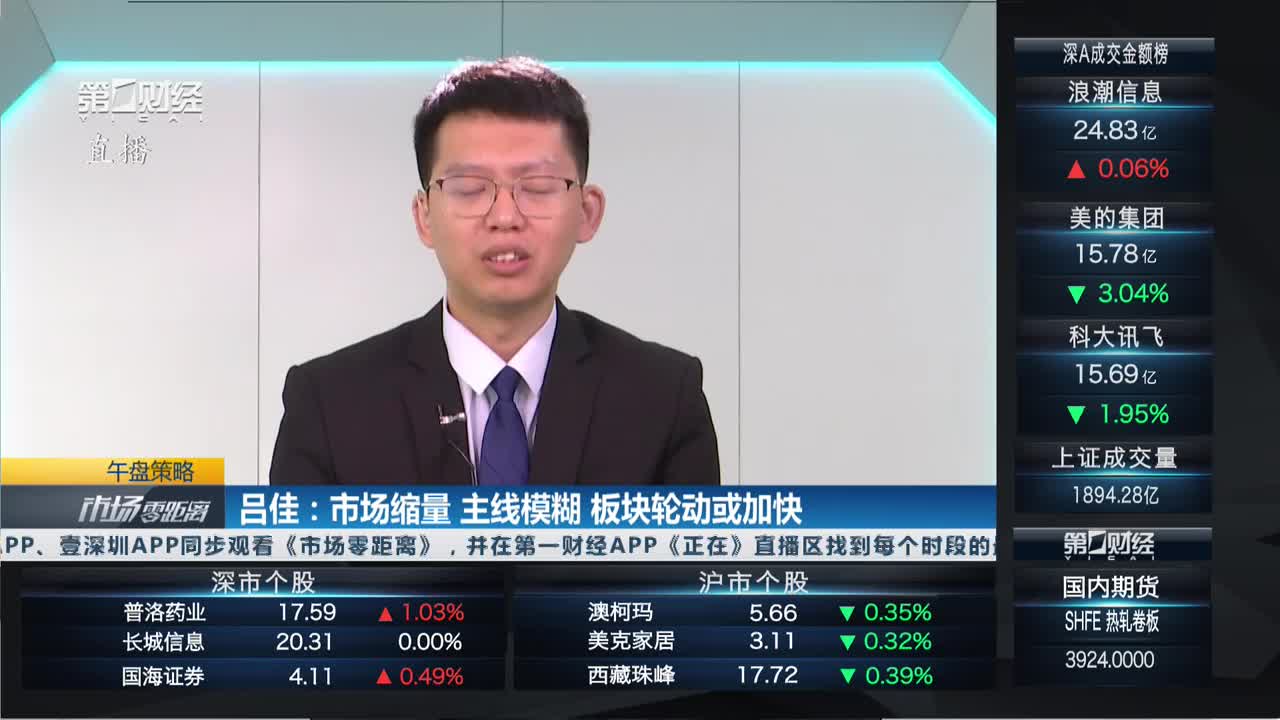 第一财经
YICAI
直播
午盘策略
市场零距离
吕佳：市场缩量 主线模糊 板块轮动或加快
APP、壹深圳APP同步观看《市场零距离》，并在第一财经APP《正在》直播区找到每个时段的
深市个股
普洛药业 17.59 ▲ 1.03%
长城信息 20.31 0.00%
国海证券 4.11 ▲ 0.49%
沪市个股
澳柯玛 5.66 ▼ 0.35%
美克家居 3.11 ▼ 0.32%
西藏珠峰 17.72 ▼ 0.39%
深A成交金额榜
浪潮信息
24.83亿
▲ 0.06%
美的集团
15.78亿
▼ 3.04%
科大讯飞
15.69亿
▼ 1.95%
上证成交量
1894.28亿
第一财经
YICAI
国内期货
SHFE 热轧卷板
3924.0000